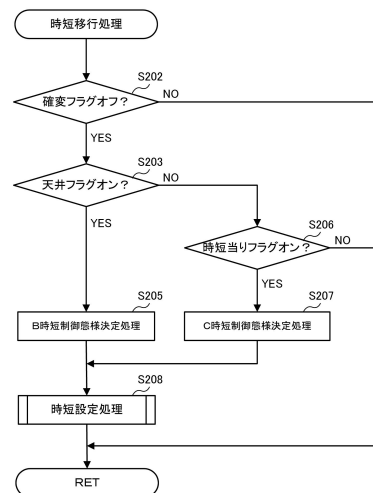 時短移行処理
S202
確変フラグオフ？
NO
YES
S203
天井フラグオン？
NO
YES
S206
時短当りフラグオン？
NO
YES
S205
B時短制御態様決定処理
S207
C時短制御態様決定処理
S208
時短設定処理
RET